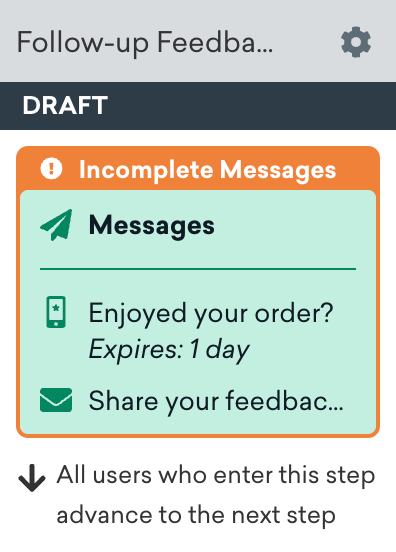 Follow-up Feedba...
DRAFT
Incomplete Messages
Messages
Enjoyed your order?
Expires: 1 day
Share your feedbac...
All users who enter this step
advance to the next step